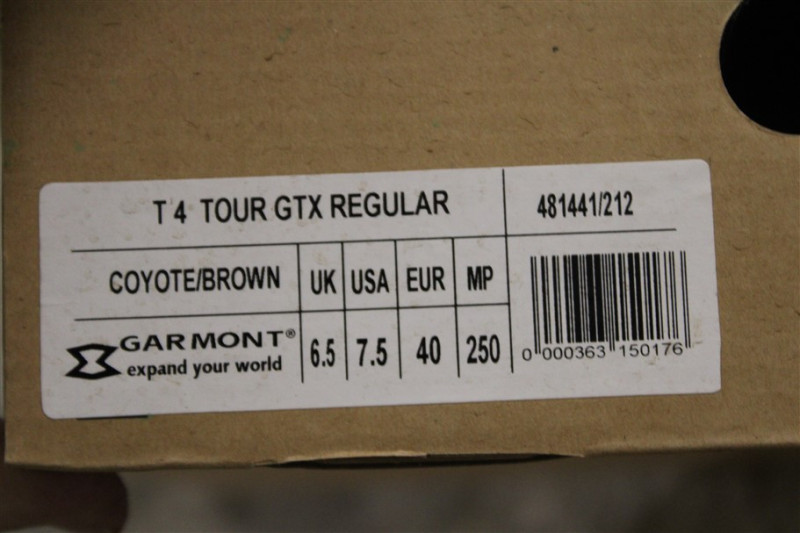 T 4 TOUR GTX REGULAR 481441/212
COYOTE/BROWN UK USA EUR MP
GARMONT® 6.5 7.5 40 250
expand your world
0 000363 150176